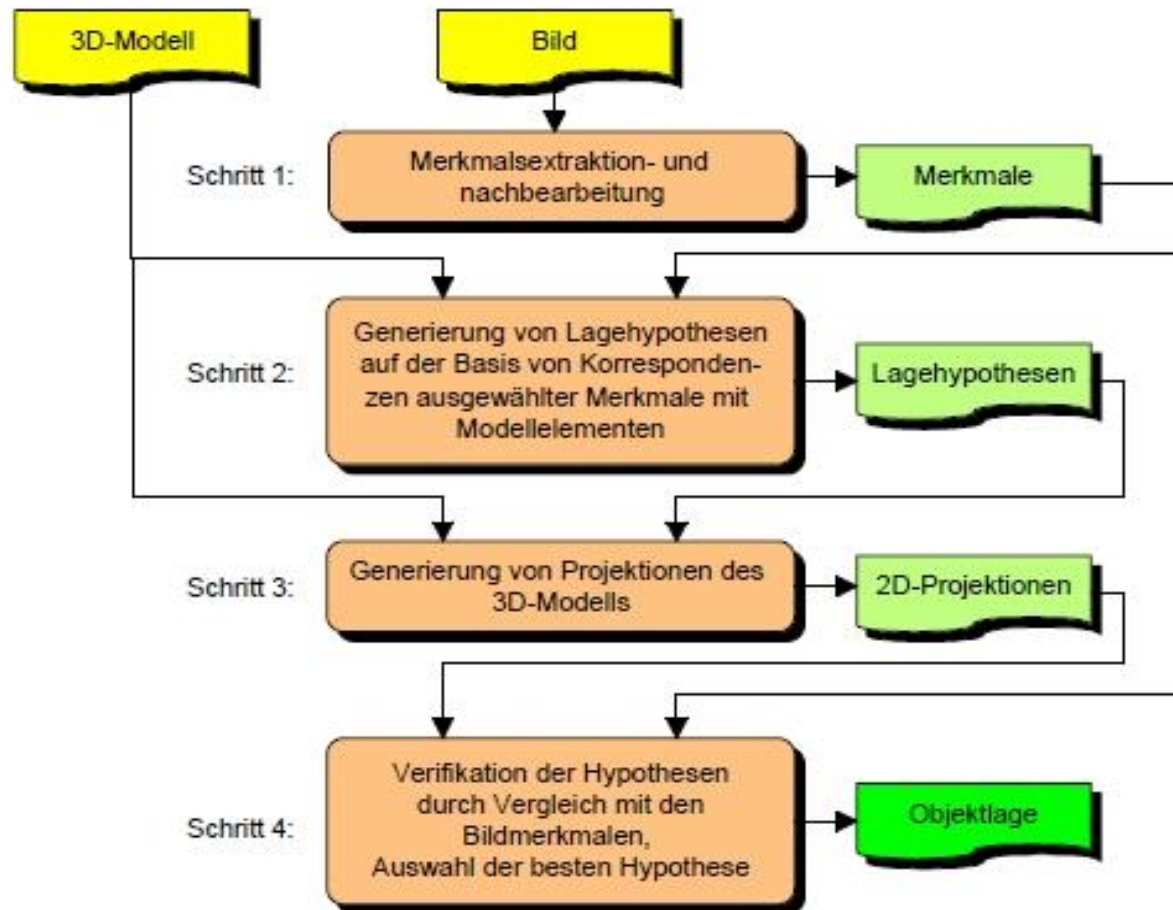 3D-Modell
Bild
Schritt 1:
Merkmalsextraktion- und
nachbearbeitung
Merkmale
Schritt 2:
Generierung von Lagehypothesen
auf der Basis von Korresponden-
zen ausgewählter Merkmale mit
Modellelementen
Lagehypothesen
Schritt 3:
Generierung von Projektionen des
3D-Modells
2D-Projektionen
Schritt 4:
Verifikation der Hypothesen
durch Vergleich mit den
Bildmerkmalen,
Auswahl der besten Hypothese
Objektlage